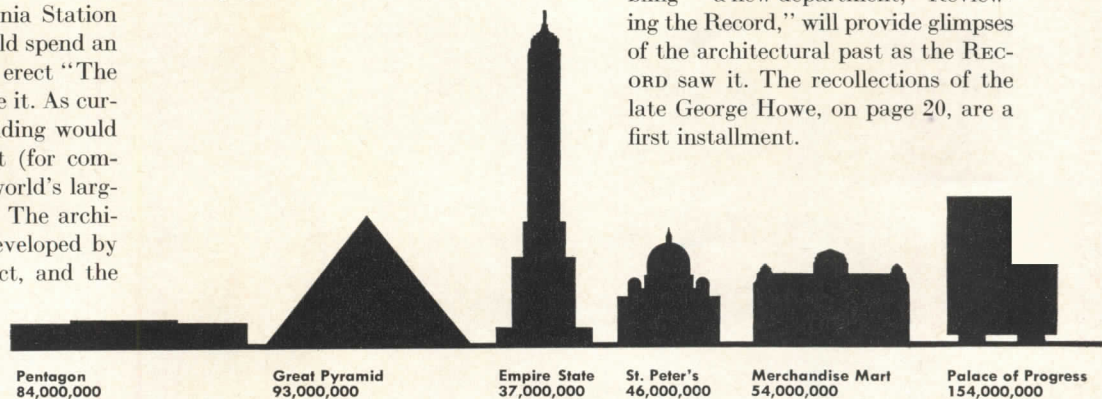 nia Station
ld spend an
erect “The
e it. As cur-
ding would
t (for com-
world’s larg-
The archi-
eveloped by
ct, and the
a new department, “Review-
ing the Record,” will provide glimpses
of the architectural past as the REC-
ORD saw it. The recollections of the
late George Howe, on page 20, are a
first installment.
Pentagon
84,000,000
Great Pyramid
93,000,000
Empire State
37,000,000
St. Peter’s
46,000,000
Merchandise Mart
54,000,000
Palace of Progress
154,000,000